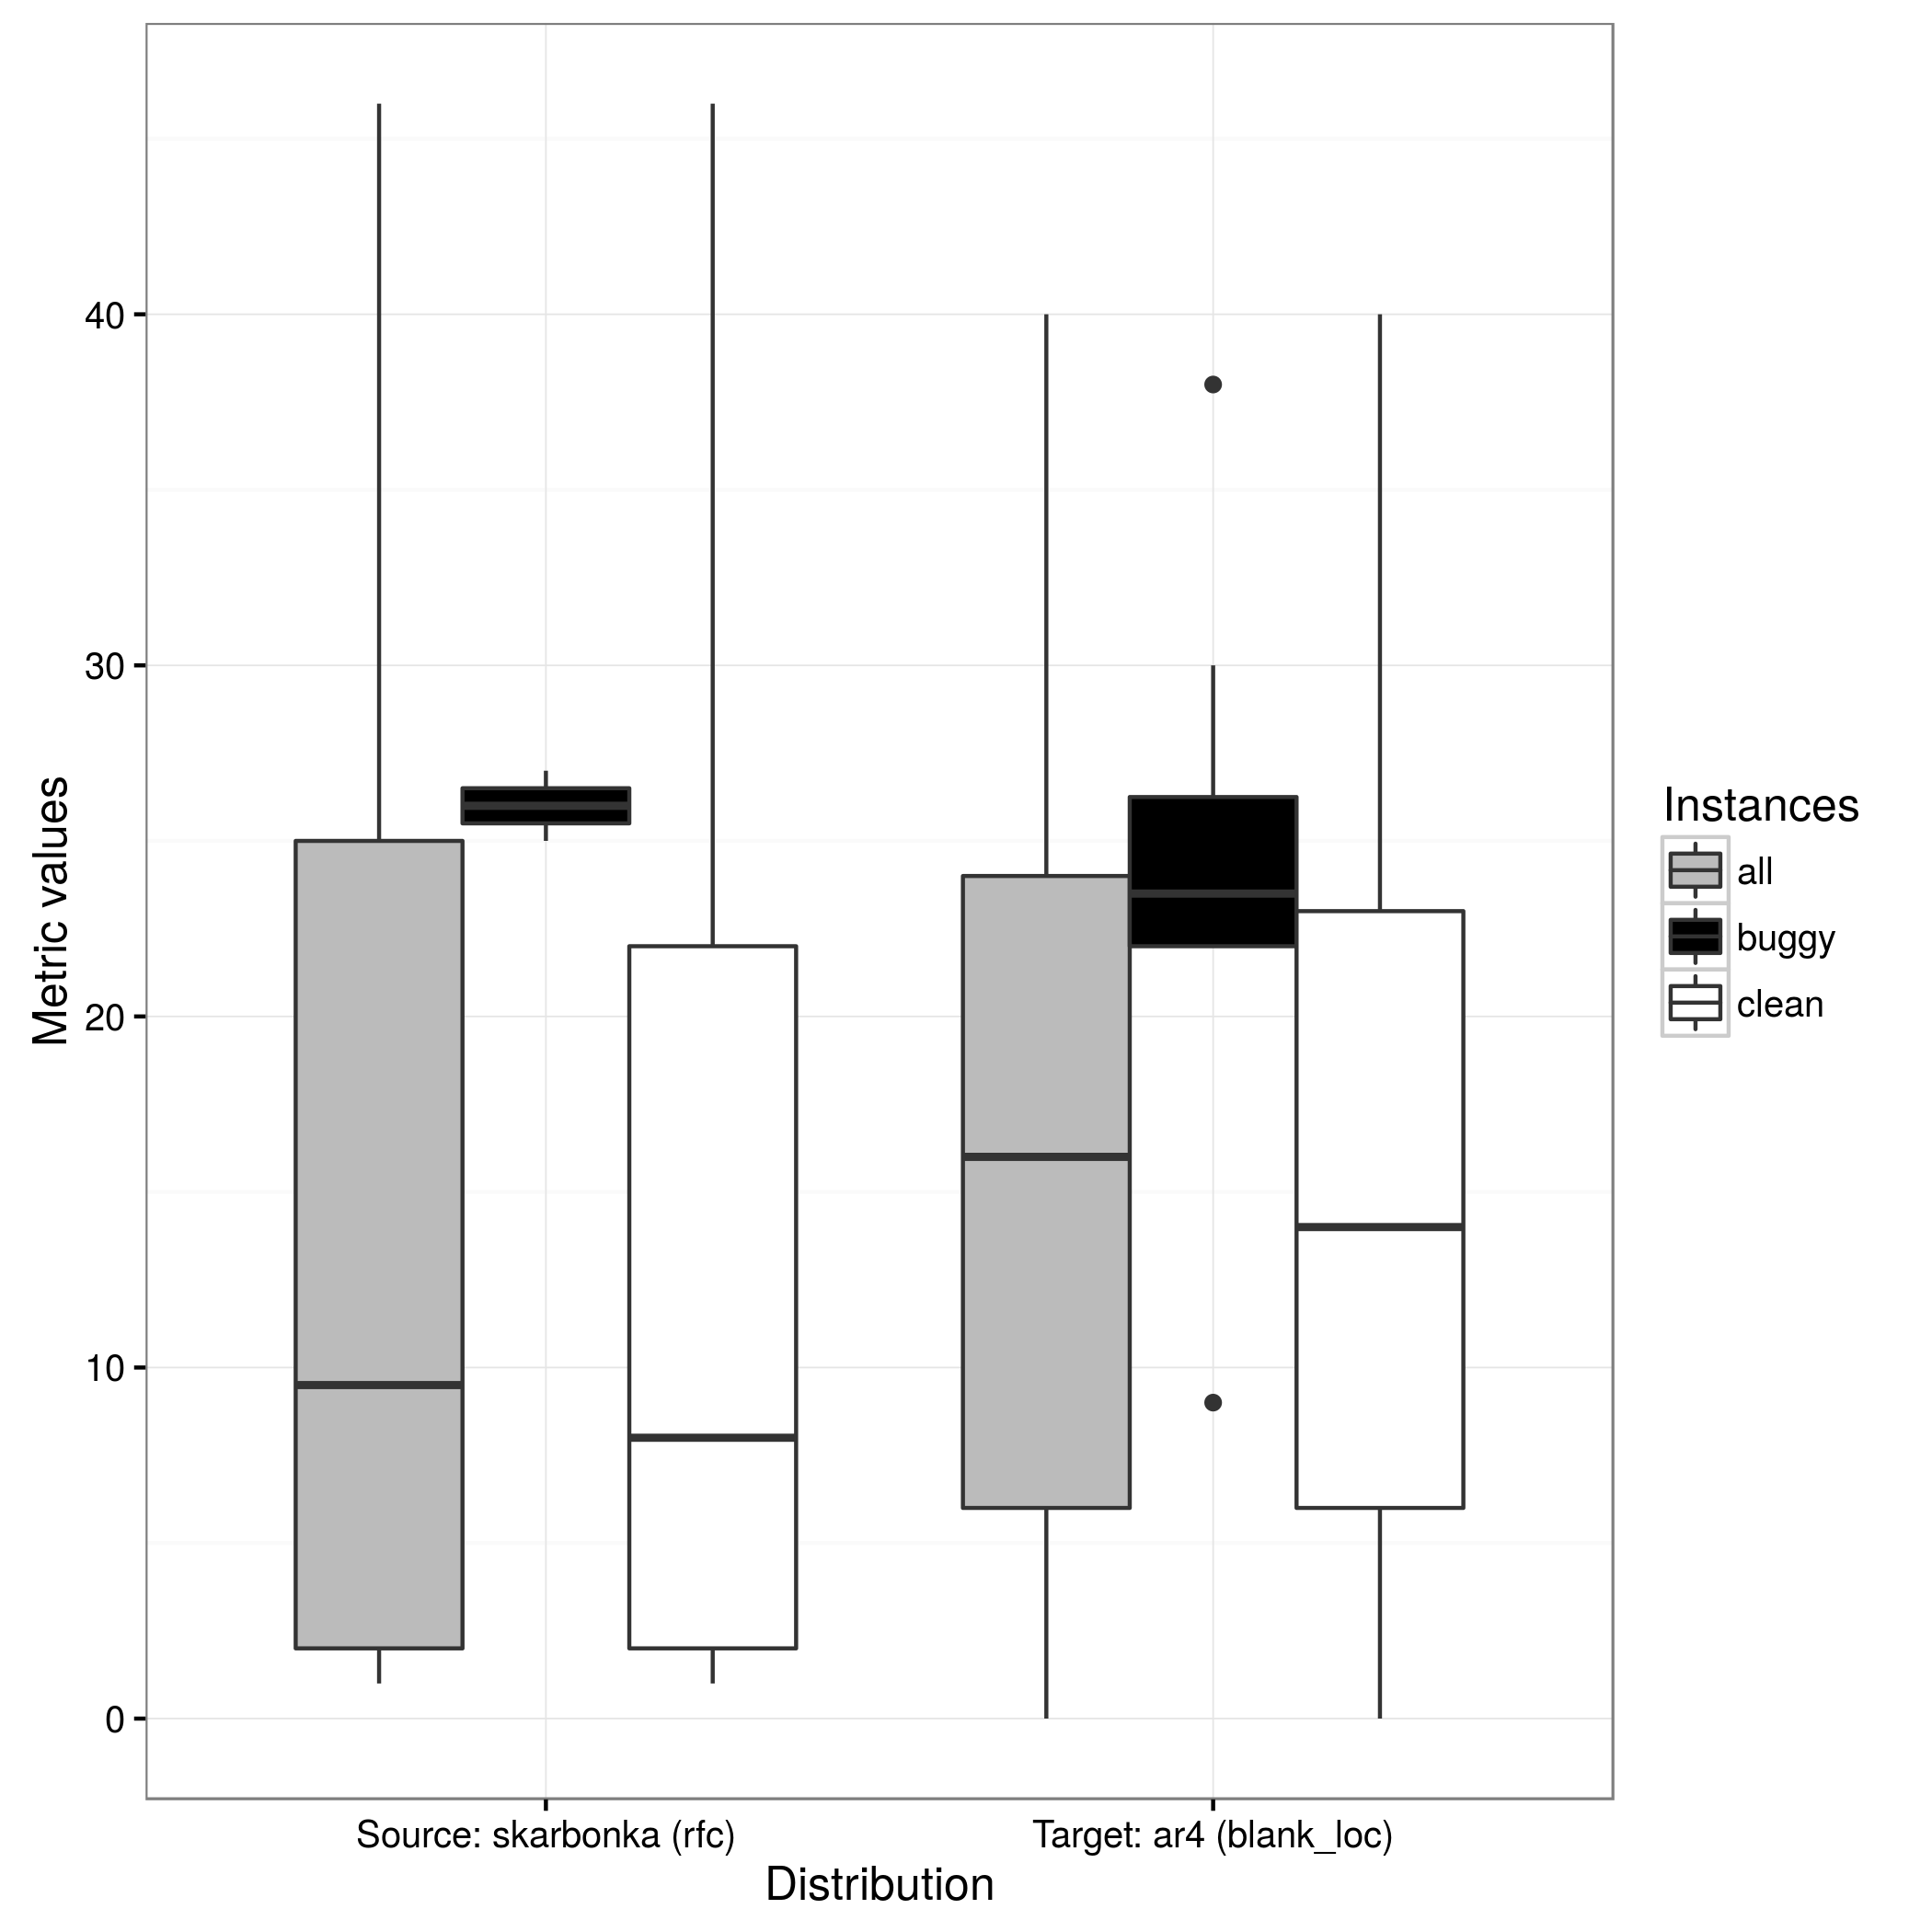 Metric values
40
30
20
10
0
Source: skarbonka (rfc)
Target: ar4 (blank_loc)
Distribution
Instances
all
buggy
clean